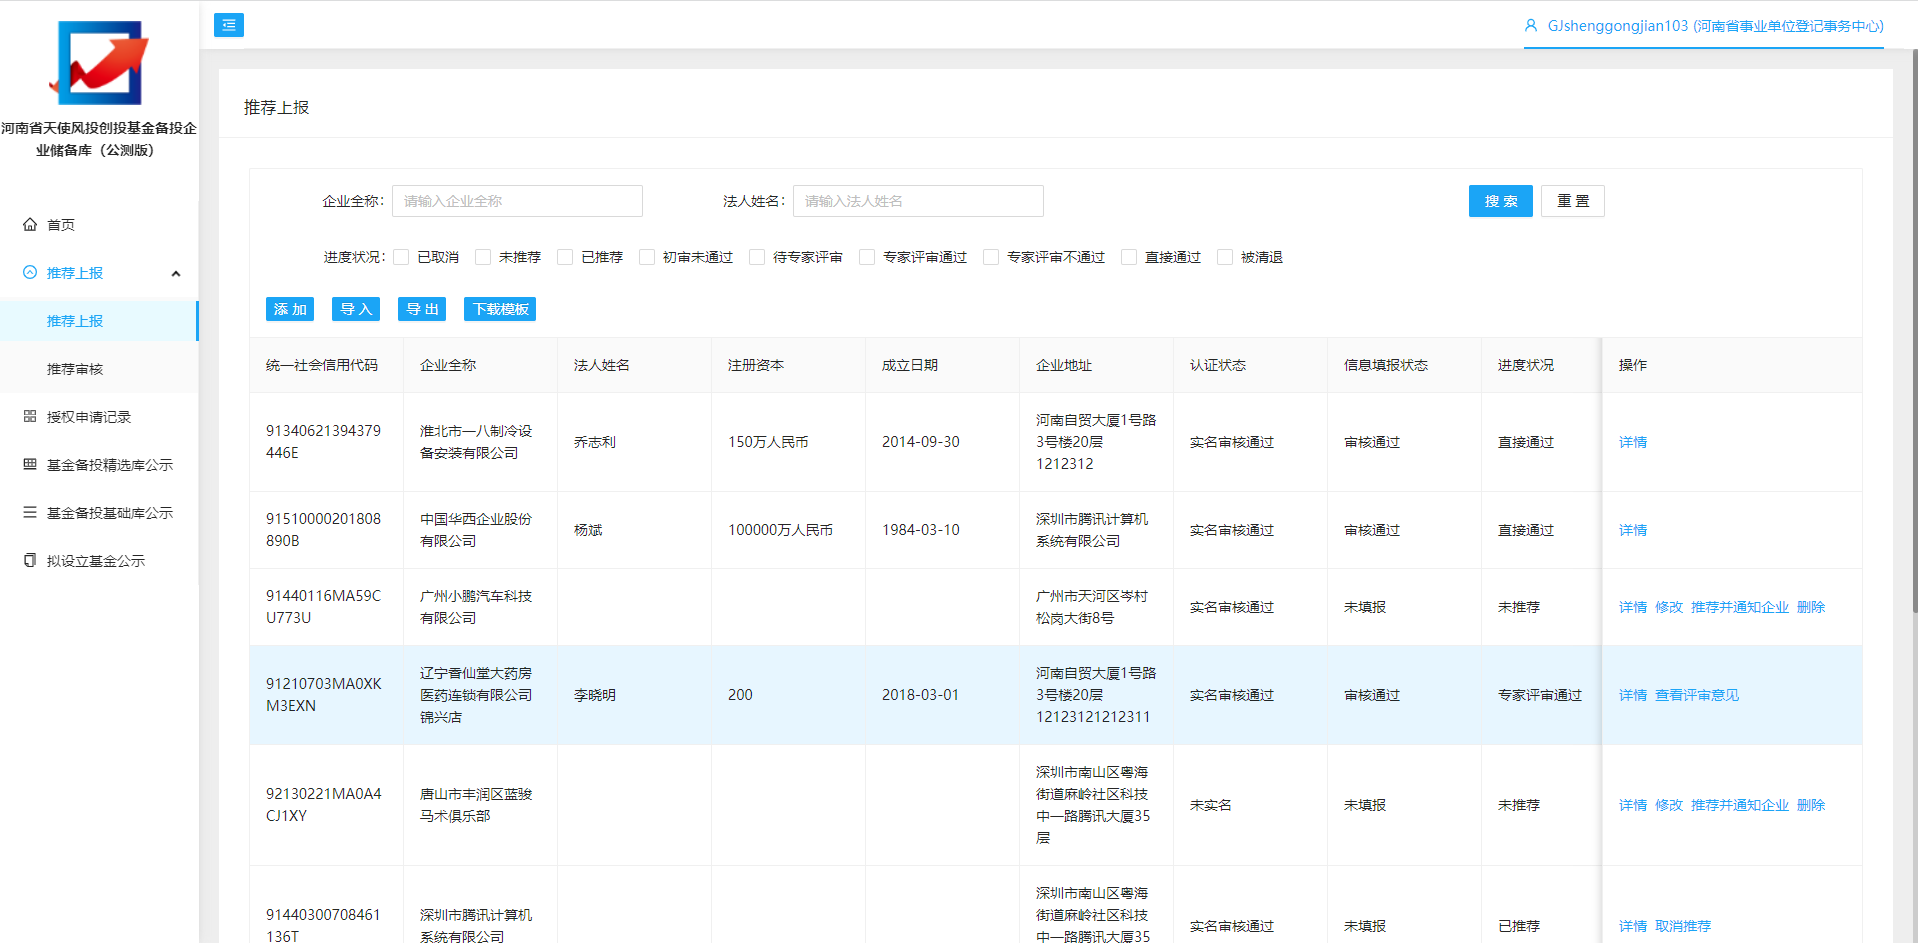 GJshenggongjian103 (河南省事业单位登记事务中心)
河南省天使风投创投基金备投企
业储备库（公测版）
首页
推荐上报
推荐上报
推荐审核
授权申请记录
基金备投精选库公示
基金备投基础库公示
拟设立基金公示
推荐上报
企业全称: 请输入企业全称 法人姓名: 请输入法人姓名 搜 索 重 置
进度状况: 已取消 未推荐 已推荐 初审未通过 待专家评审 专家评审通过 专家评审不通过 直接通过 被清退
添 加 导 入 导 出 下载模板
统一社会信用代码 企业全称 法人姓名 注册资本 成立日期 企业地址 认证状态 信息填报状态 进度状况 操作
91340621394379
446E
淮北市一八制冷设
备安装有限公司
乔志利
150万人民币
2014-09-30
河南自贸大厦1号路
3号楼20层
1212312
实名审核通过
审核通过
直接通过
详情
91510000201808
890B
中国华西企业股份
有限公司
杨斌
100000万人民币
1984-03-10
深圳市腾讯计算机
系统有限公司
实名审核通过
审核通过
直接通过
详情
91440116MA59C
U773U
广州小鹏汽车科技
有限公司
广州市天河区岑村
松岗大街8号
实名审核通过
未填报
未推荐
详情 修改 推荐并通知企业 删除
91210703MA0XK
M3EXN
辽宁香仙堂大药房
医药连锁有限公司
锦兴店
李晓明
200
2018-03-01
河南自贸大厦1号路
3号楼20层
12123121212311
实名审核通过
审核通过
专家评审通过
详情 查看评审意见
92130221MA0A4
CJ1XY
唐山市丰润区蓝骏
马术俱乐部
深圳市南山区粤海
街道麻岭社区科技
中一路腾讯大厦35
层
未实名
未填报
未推荐
详情 修改 推荐并通知企业 删除
91440300708461
136T
深圳市腾讯计算机
系统有限公司
深圳市南山区粤海
街道麻岭社区科技
中一路腾讯大厦35
实名审核通过
未填报
已推荐
详情 取消推荐